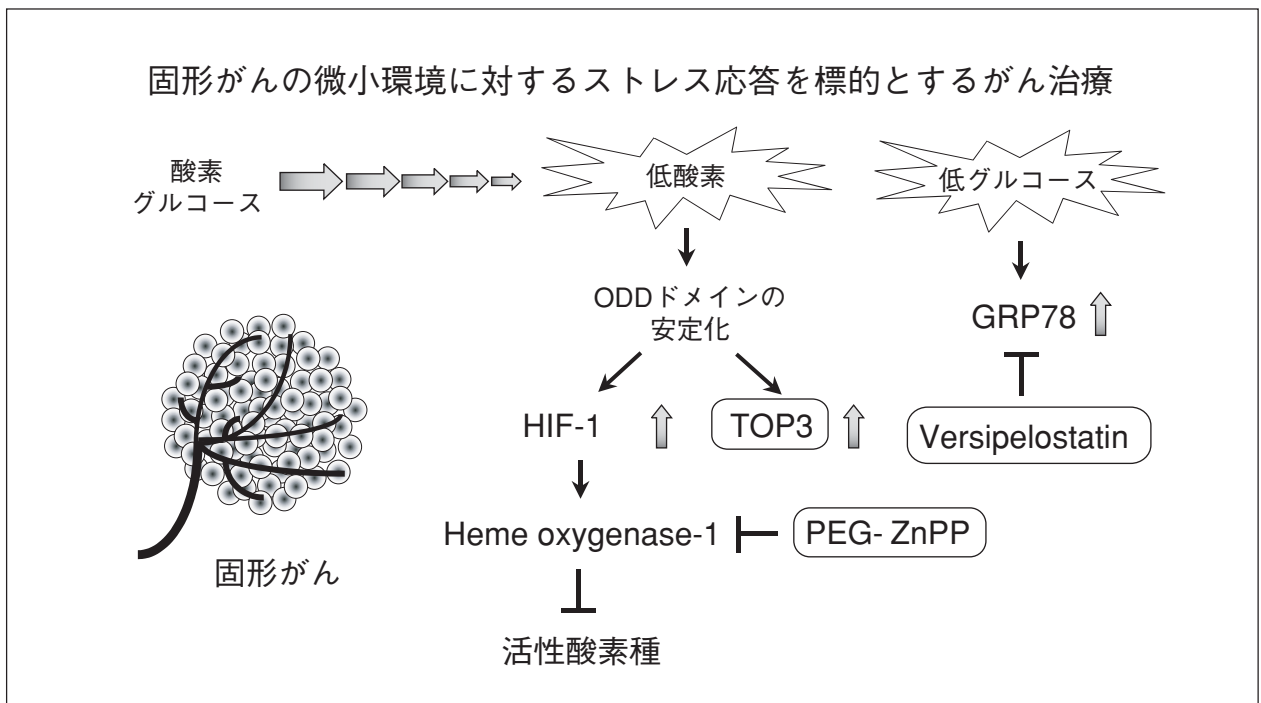 固形がんの微小環境に対するストレス応答を標的とするがん治療
酸素
グルコース
低酸素
低グルコース
ODDドメインの
安定化
GRP78
HIF-1
TOP3
Versipelostatin
Heme oxygenase-1
PEG- ZnPP
固形がん
活性酸素種